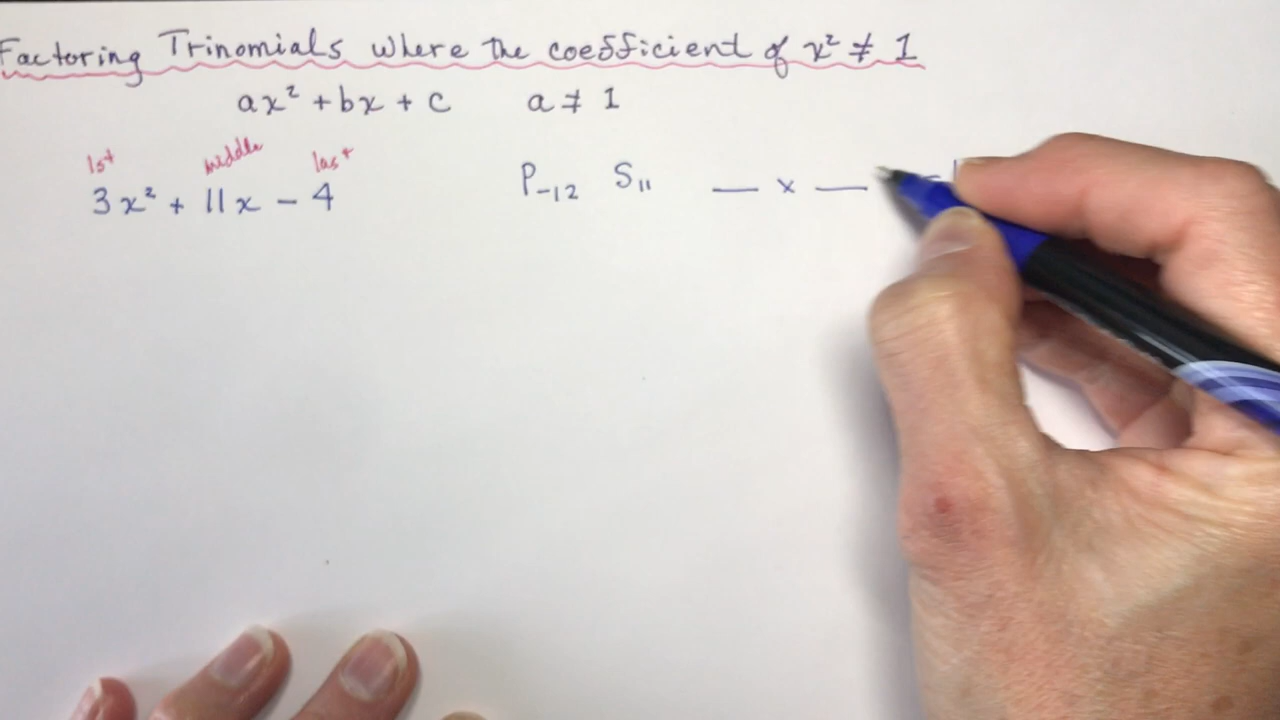 Factoring Trinomials where the coefficient of x² ≠ 1
ax² + bx + c a ≠ 1
1st middle last
3x² + 11x - 4 P₋₁₂ S₁₁ __ x __